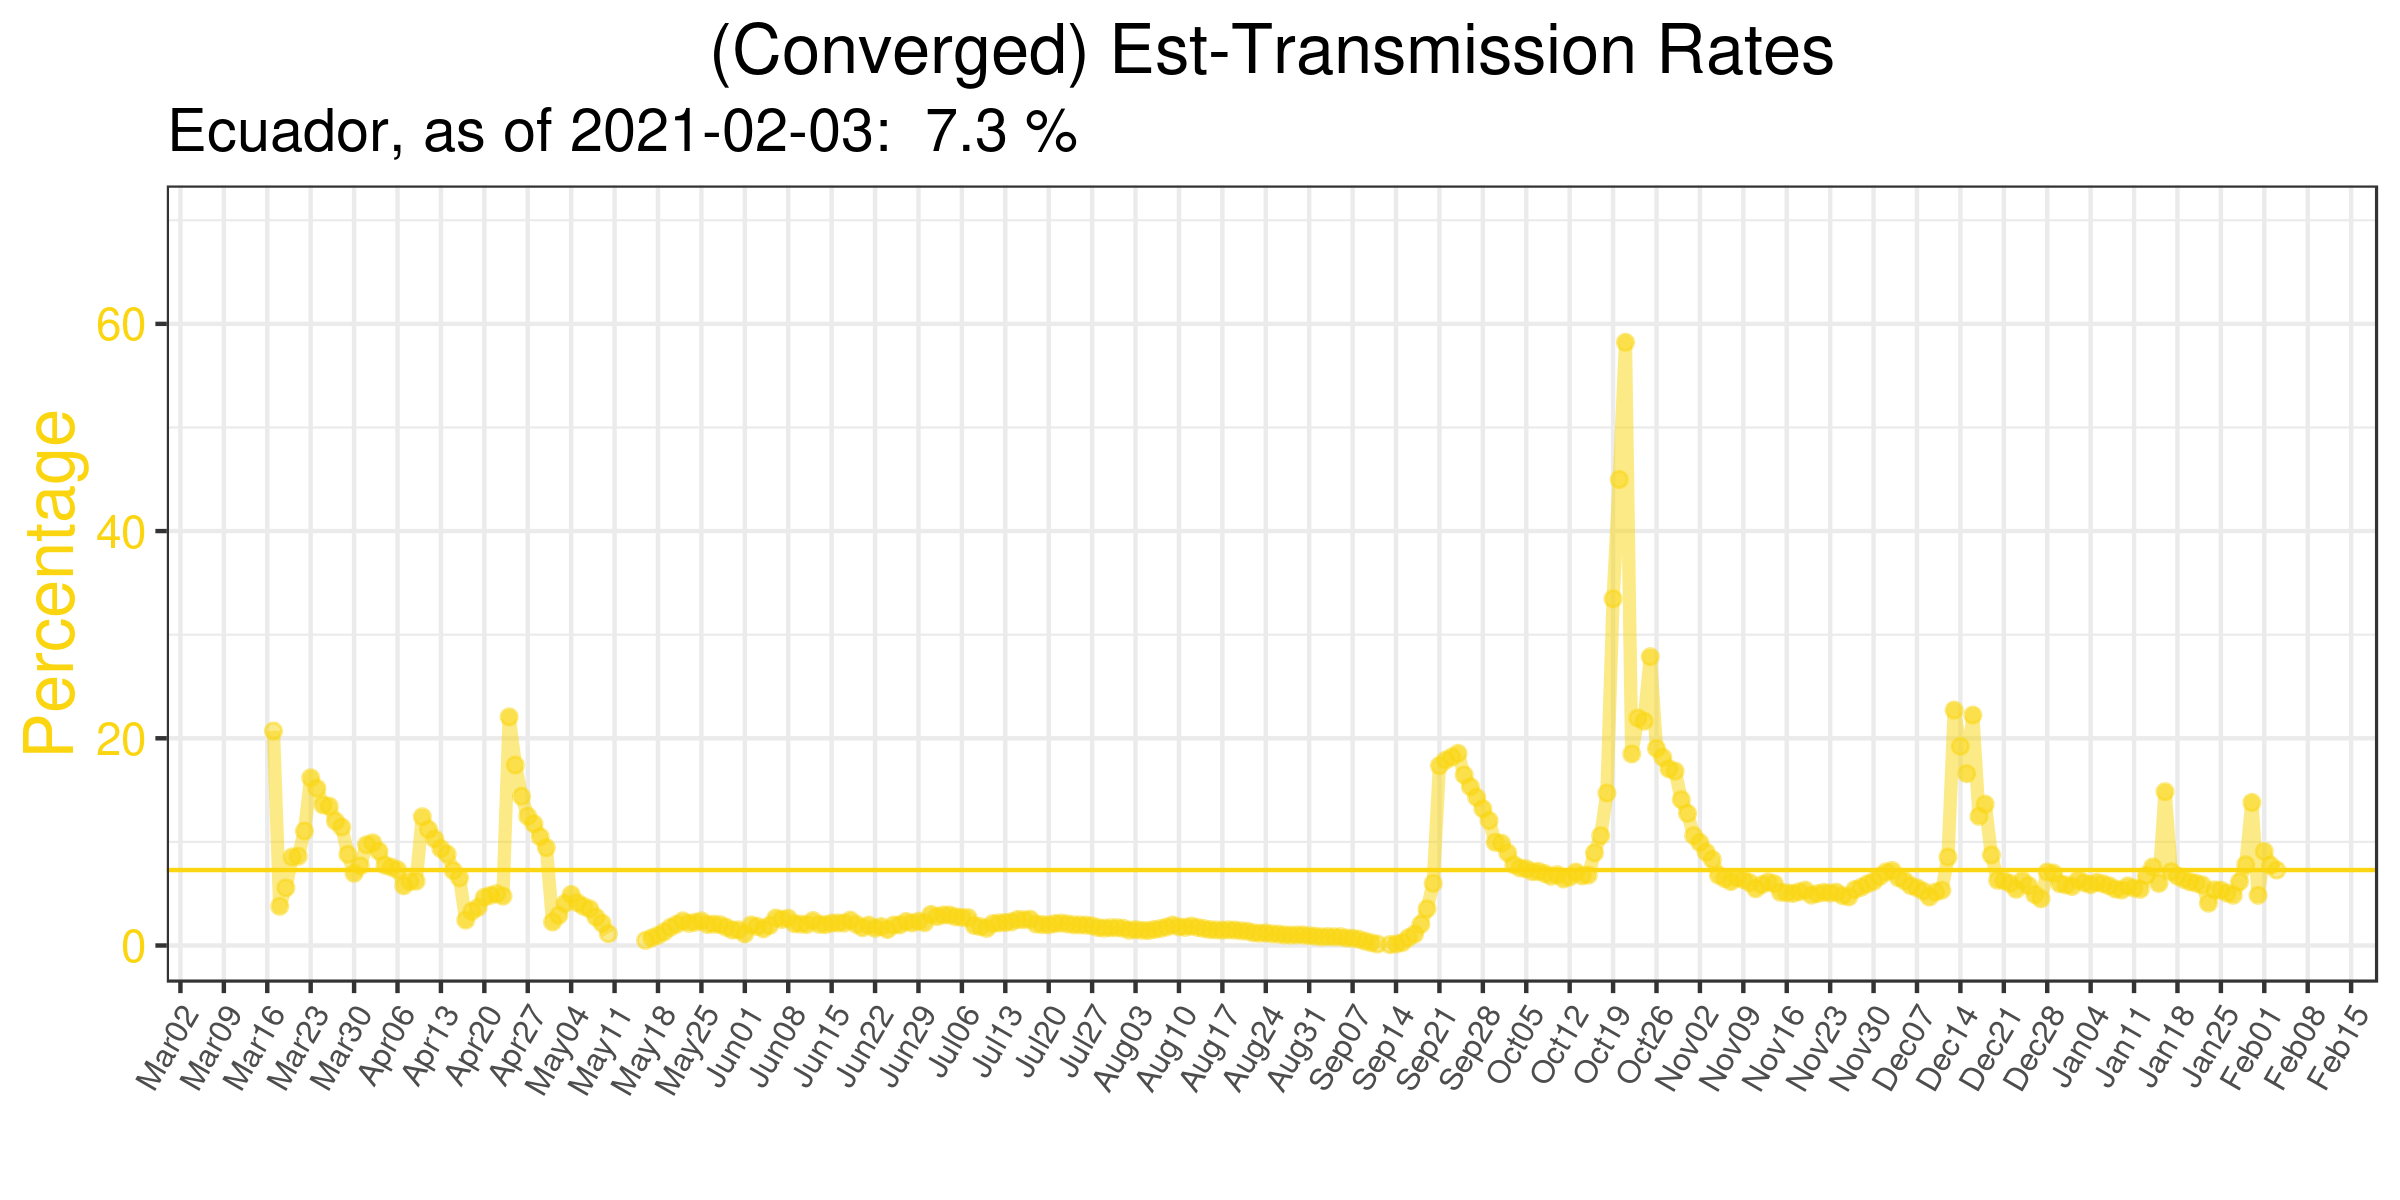 (Converged) Est-Transmission Rates
Ecuador, as of 2021-02-03:  7.3 %
Percentage
60
40
20
0
Mar02
Mar09
Mar16
Mar23
Mar30
Apr06
Apr13
Apr20
Apr27
May04
May11
May18
May25
Jun01
Jun08
Jun15
Jun22
Jun29
Jul06
Jul13
Jul20
Jul27
Aug03
Aug10
Aug17
Aug24
Aug31
Sep07
Sep14
Sep21
Sep28
Oct05
Oct12
Oct19
Oct26
Nov02
Nov09
Nov16
Nov23
Nov30
Dec07
Dec14
Dec21
Dec28
Jan04
Jan11
Jan18
Jan25
Feb01
Feb08
Feb15